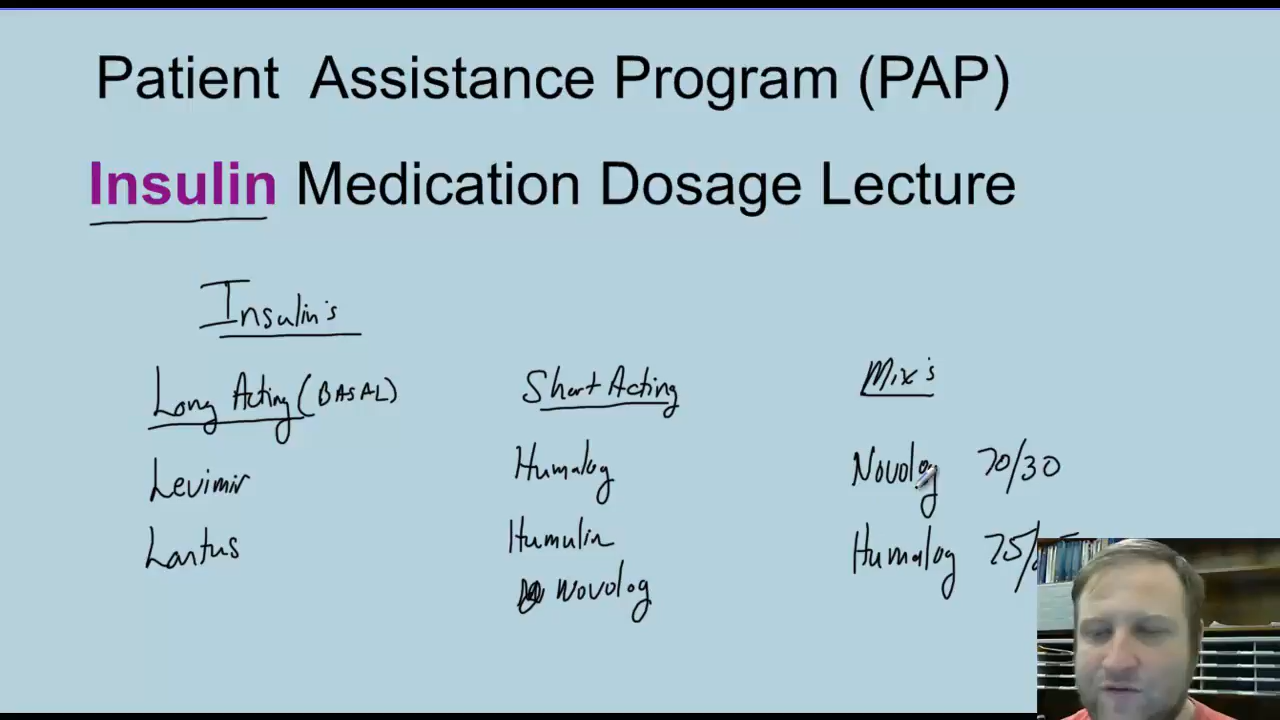 Patient Assistance Program (PAP)
Insulin Medication Dosage Lecture
Insulin's
Long Acting (BASAL)
Short Acting
Mix's
Levimir
Humalog
Novolog 70/30
Lantus
Humulin
Humalog 75/
Novolog